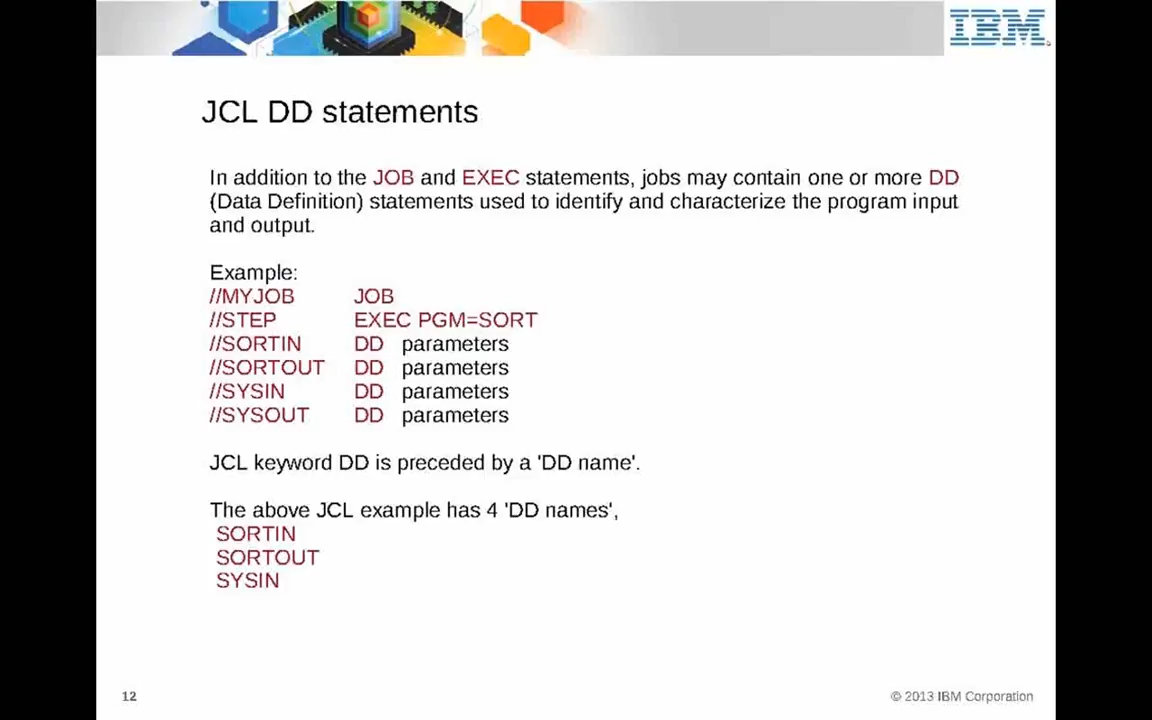 IBM
JCL DD statements
In addition to the JOB and EXEC statements, jobs may contain one or more DD
(Data Definition) statements used to identify and characterize the program input
and output.
Example:
//MYJOB JOB
//STEP EXEC PGM=SORT
//SORTIN DD parameters
//SORTOUT DD parameters
//SYSIN DD parameters
//SYSOUT DD parameters
JCL keyword DD is preceded by a 'DD name'.
The above JCL example has 4 'DD names',
SORTIN
SORTOUT
SYSIN
12
© 2013 IBM Corporation